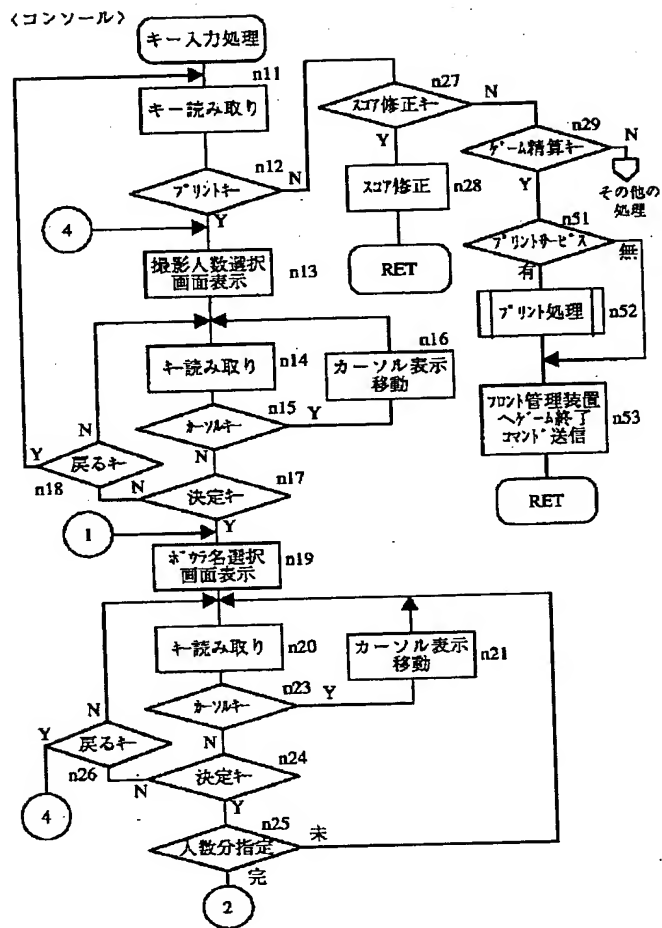 〈コンソール〉
キー入力処理
n11
キー読み取り
n12
プリントキー
N
Y
4
撮影人数選択
画面表示
n13
n14
キー読み取り
n16
カーソル表示
移動
n15
カーソルキー
Y
N
Y
戻るキー
n18
N
N
n17
決定キー
Y
1
ボウラ名選択
画面表示
n19
キー読み取り
n20
カーソル表示
移動
n21
n23
カーソルキー
Y
N
Y
戻るキー
n26
N
N
n24
決定キー
Y
4
n25
人数分指定
未
完
2
n27
スコア修正キー
N
Y
スコア修正
n28
RET
n29
ゲーム精算キー
N
Y
その他の
処理
n51
プリントサービス
有
無
プリント処理
n52
フロント管理装置
へゲーム終了
コマンド送信
n53
RET